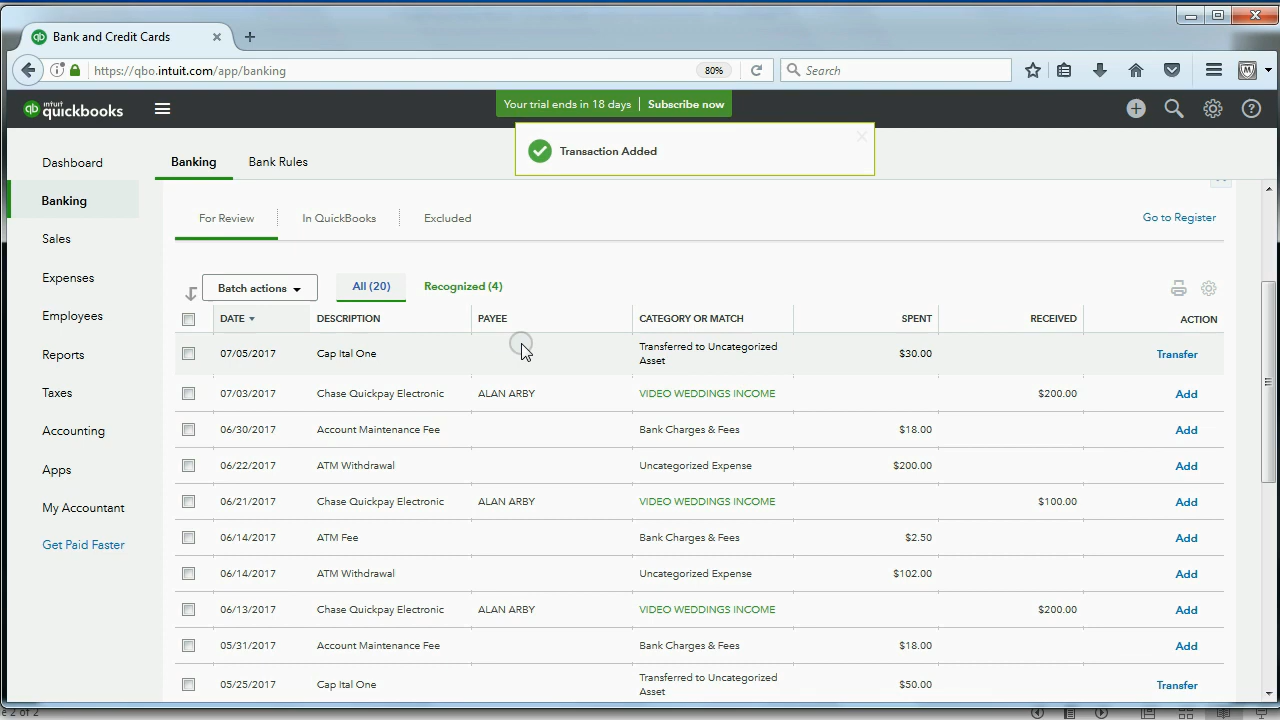 Bank and Credit Cards
https://qbo.intuit.com/app/banking
80%
Search
intuit
quickbooks
Your trial ends in 18 days
Subscribe now
Transaction Added
Dashboard
Banking
Sales
Expenses
Employees
Reports
Taxes
Accounting
Apps
My Accountant
Get Paid Faster
Banking
Bank Rules
For Review
In QuickBooks
Excluded
Go to Register
Batch actions
All (20)
Recognized (4)
DATE DESCRIPTION PAYEE CATEGORY OR MATCH SPENT RECEIVED ACTION
07/05/2017 Cap Ital One Transferred to Uncategorized Asset $30.00 Transfer
07/03/2017 Chase Quickpay Electronic ALAN ARBY VIDEO WEDDINGS INCOME $200.00 Add
06/30/2017 Account Maintenance Fee Bank Charges & Fees $18.00 Add
06/22/2017 ATM Withdrawal Uncategorized Expense $200.00 Add
06/21/2017 Chase Quickpay Electronic ALAN ARBY VIDEO WEDDINGS INCOME $100.00 Add
06/14/2017 ATM Fee Bank Charges & Fees $2.50 Add
06/14/2017 ATM Withdrawal Uncategorized Expense $102.00 Add
06/13/2017 Chase Quickpay Electronic ALAN ARBY VIDEO WEDDINGS INCOME $200.00 Add
05/31/2017 Account Maintenance Fee Bank Charges & Fees $18.00 Add
05/25/2017 Cap Ital One Transferred to Uncategorized Asset $50.00 Transfer
e 2 of 2